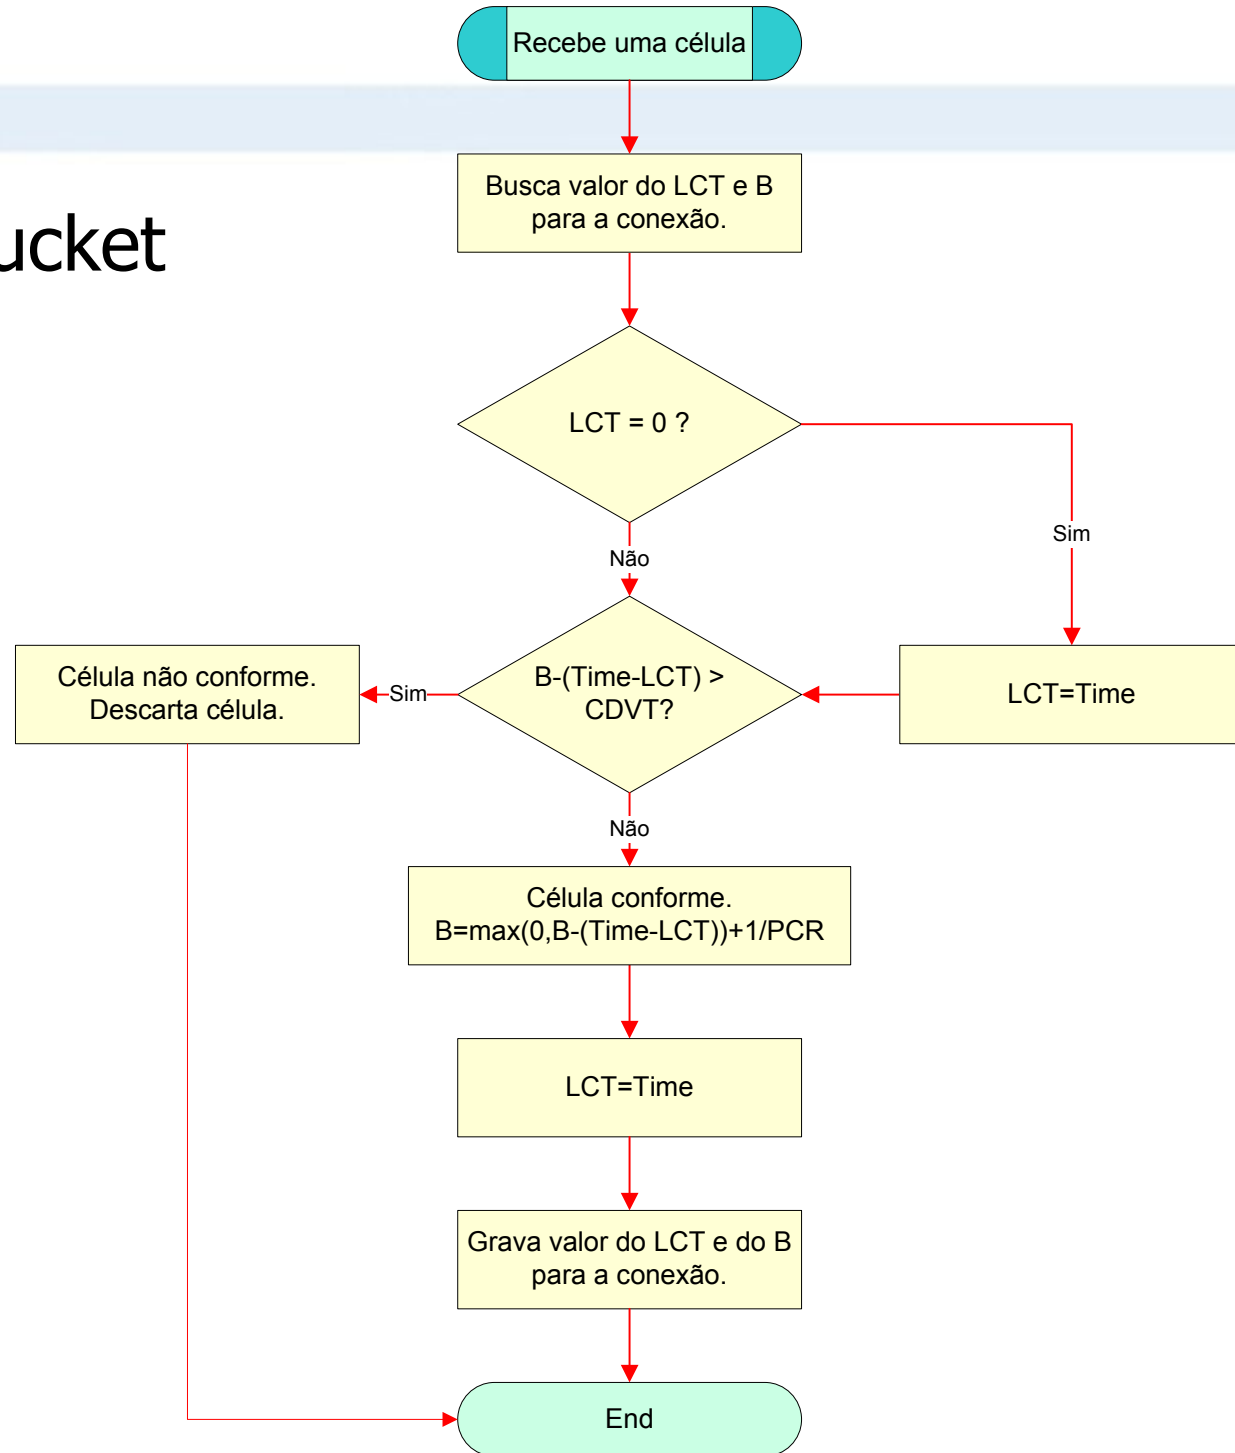 Recebe uma célula
Busca valor do LCT e B
para a conexão.
ucket
LCT = 0 ?
Sim
Não
Célula não conforme.
Descarta célula.
Sim
B-(Time-LCT) >
CDVT?
LCT=Time
Não
Célula conforme.
B=max(0,B-(Time-LCT))+1/PCR
LCT=Time
Grava valor do LCT e do B
para a conexão.
End